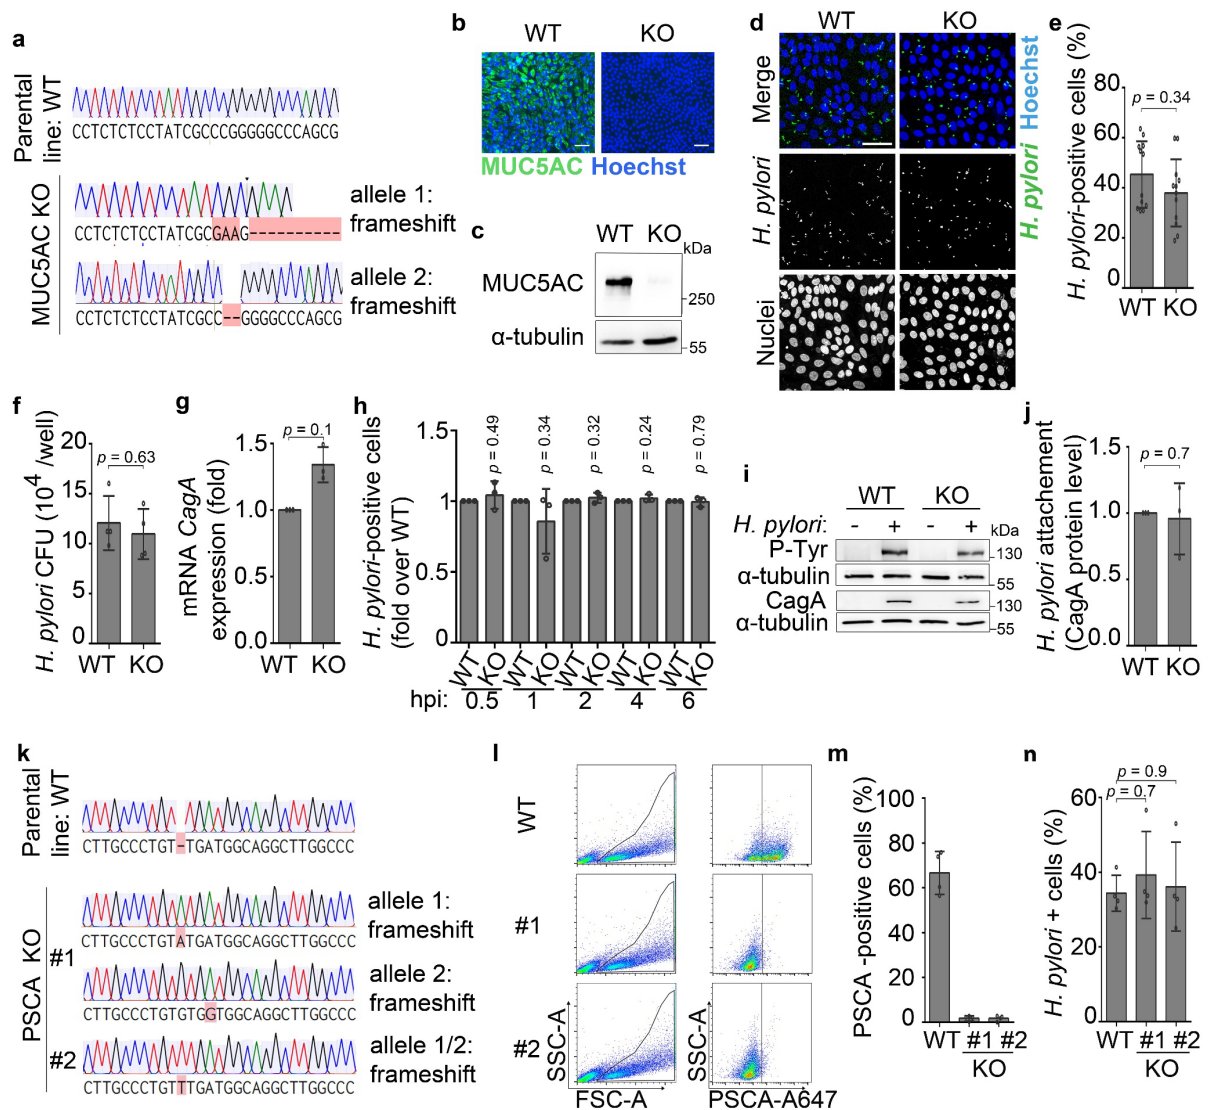 a
Parental
line: WT
CCTCTCTCCTATCGCCCGGGGGCCCAGCG
MUC5AC KO
allele 1:
frameshift
CCTCTCTCCTATCGCGAAG------------
allele 2:
frameshift
CCTCTCTCCTATCGCC--GGGGGCCCAGCG
b
WT KO
MUC5AC Hoechst
c
WT KO
kDa
MUC5AC
250
α-tubulin
55
d
WT KO
Merge
H. pylori
Nuclei
H. pylori Hoechst
e
H. pylori-positive cells (%)
p = 0.34
80
60
40
20
0
WT KO
f
H. pylori CFU (10⁴ /well)
p = 0.63
20
15
10
5
0
WT KO
g
mRNA CagA
expression (fold)
p = 0.1
1.5
1.0
0.5
0.0
WT KO
h
H. pylori-positive cells
(fold over WT)
1.5
1
0.5
0
p = 0.49
p = 0.34
p = 0.32
p = 0.24
p = 0.79
WT KO WT KO WT KO WT KO WT KO
hpi: 0.5 1 2 4 6
i
WT KO
H. pylori: - + - + kDa
P-Tyr 130
α-tubulin 55
CagA 130
α-tubulin 55
j
H. pylori attachement
(CagA protein level)
p = 0.7
1.5
1.0
0.5
0.0
WT KO
k
Parental
line: WT
CTTGCCCTGT-TGATGGCAGGCTTGGCCC
PSCA KO
#1
allele 1:
frameshift
CTTGCCCTGTATGATGGCAGGCTTGGCCC
allele 2:
frameshift
CTTGCCCTGTGTGGTGGCAGGCTTGGCCC
#2
allele 1/2:
frameshift
CTTGCCCTGTTTGATGGCAGGCTTGGCCC
l
WT
#1
#2
SSC-A
FSC-A
SSC-A
PSCA-A647
m
PSCA -positive cells (%)
100
80
60
40
20
0
WT #1 #2
KO
n
H. pylori + cells (%)
p = 0.9
p = 0.7
60
40
20
0
WT #1 #2
KO